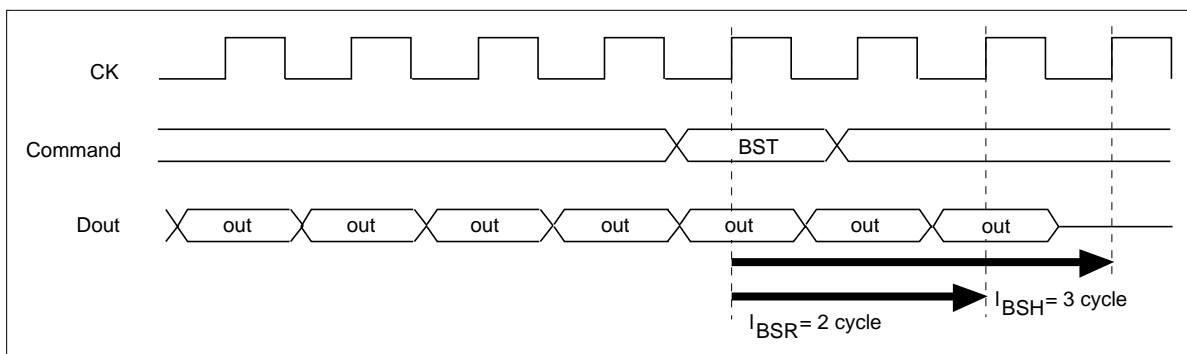 CK
Command
BST
Dout
out out out out out out out
lBSH= 3 cycle
lBSR= 2 cycle